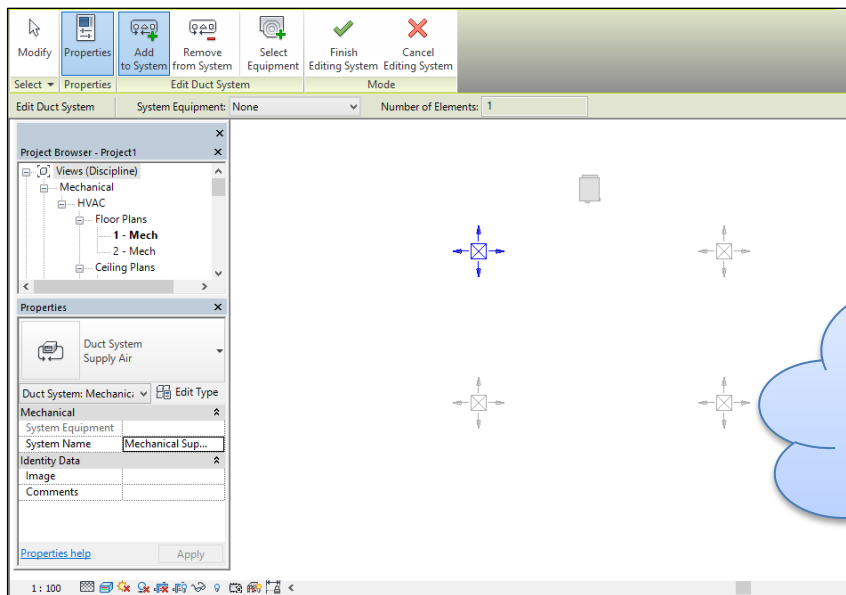 Modify
Properties
Add
to System
Remove
from System
Select
Equipment
Finish
Editing System
Cancel
Editing System
Select
Properties
Edit Duct System
Mode
Edit Duct System
System Equipment: None
Number of Elements: 1
Project Browser - Project1
Views (Discipline)
Mechanical
HVAC
Floor Plans
1 - Mech
2 - Mech
Ceiling Plans
Properties
Duct System
Supply Air
Duct System: Mechanic
Edit Type
Mechanical
System Equipment
System Name Mechanical Sup...
Identity Data
Image
Comments
Properties help
Apply
1 : 100